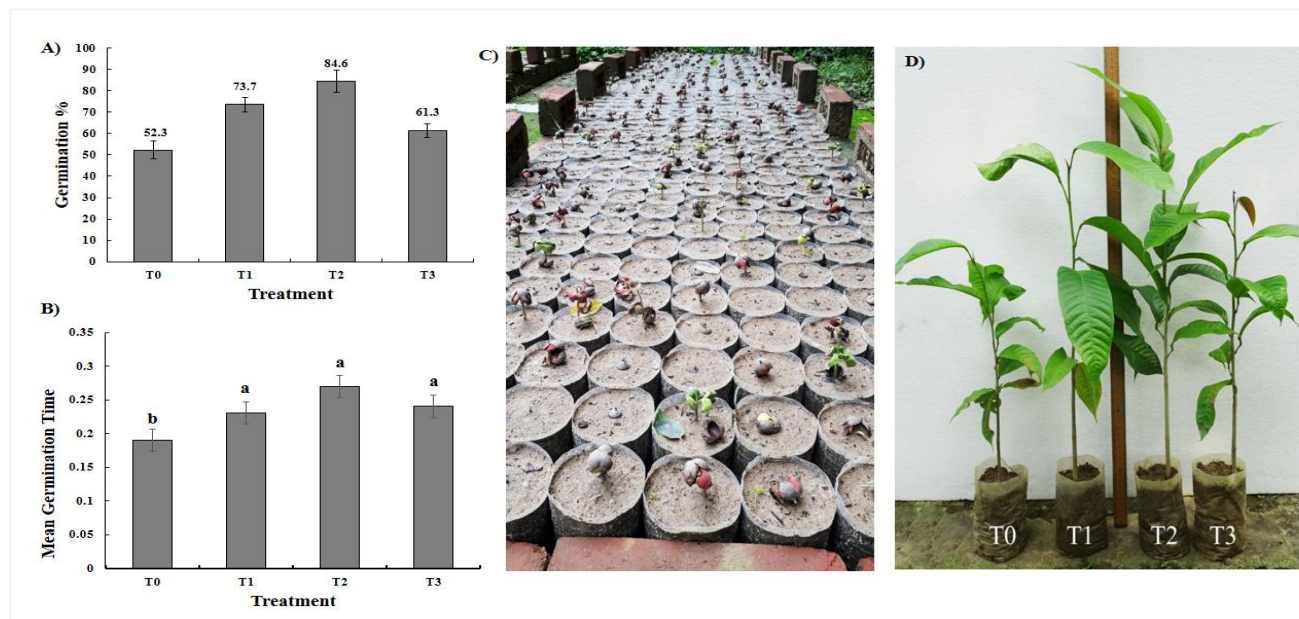 A)
Germination %
100
90
80
70
60
50
40
30
20
10
0
52.3
73.7
84.6
61.3
T0 T1 T2 T3
Treatment
B)
Mean Germination Time
0.35
0.3
0.25
0.2
0.15
0.1
0.05
0
b
a
a
a
T0 T1 T2 T3
Treatment
C)
D)
T0 T1 T2 T3